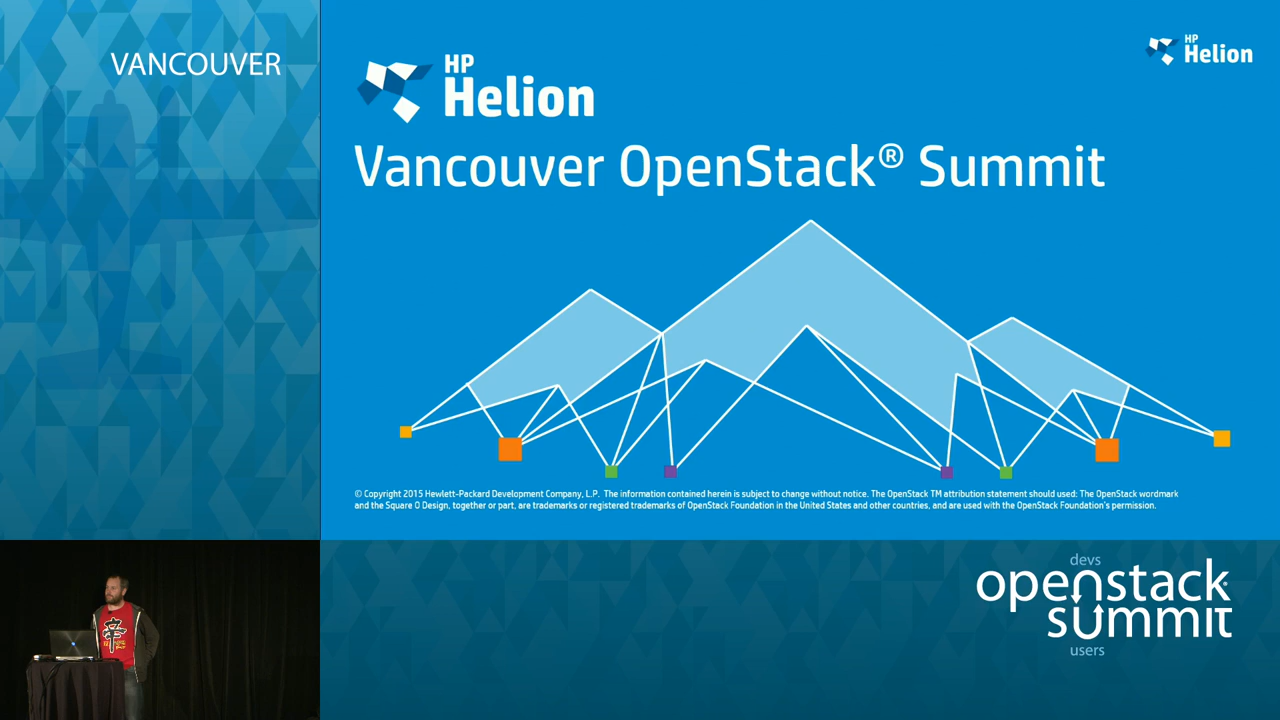 VANCOUVER
HP
Helion
HP
Helion
Vancouver OpenStack® Summit
© Copyright 2015 Hewlett-Packard Development Company, L.P. The information contained herein is subject to change without notice. The OpenStack TM attribution statement should used: The OpenStack wordmark
and the Square O Design, together or part, are trademarks or registered trademarks of OpenStack Foundation in the United States and other countries, and are used with the OpenStack Foundation's permission.
devs
openstack
summit
users